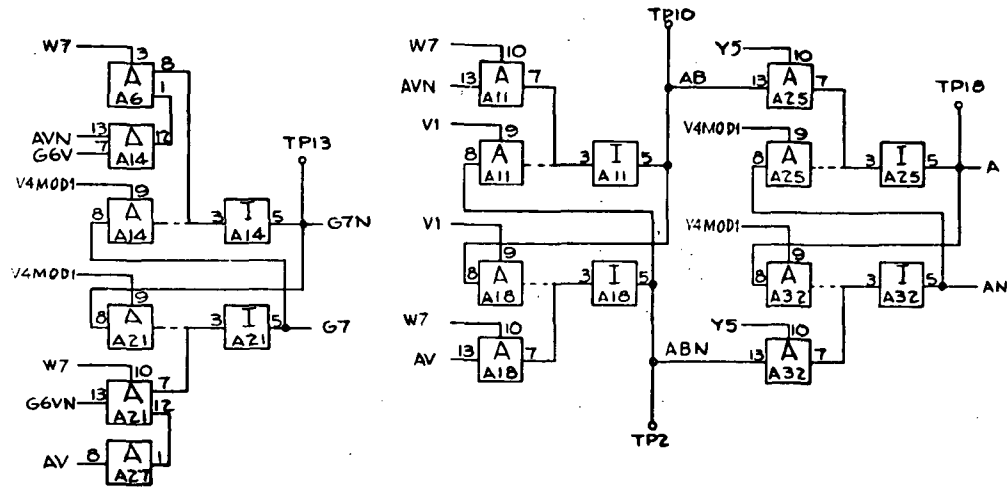 W7
3
8
A
A6
1
AVN
13
G6V
7
A
A14
12
TP13
V4MOD1
9
8
A
A14
3
I
A14
5
G7N
V4MOD1
9
8
A
A21
3
I
A21
5
G7
W7
10
7
G6VN
13
A
A21
12
AV
8
A
A27
1
TP10
W7
10
AVN
13
A
A11
7
V1
9
8
A
A11
3
I
A11
5
V1
9
8
A
A18
3
I
A18
5
W7
10
AV
13
A
A18
7
TP2
AB
Y5
10
13
A
A25
7
TP18
V4MOD1
9
8
A
A25
3
I
A25
5
A
V4MOD1
9
8
A
A32
3
I
A32
5
AN
Y5
10
ABN
13
A
A32
7